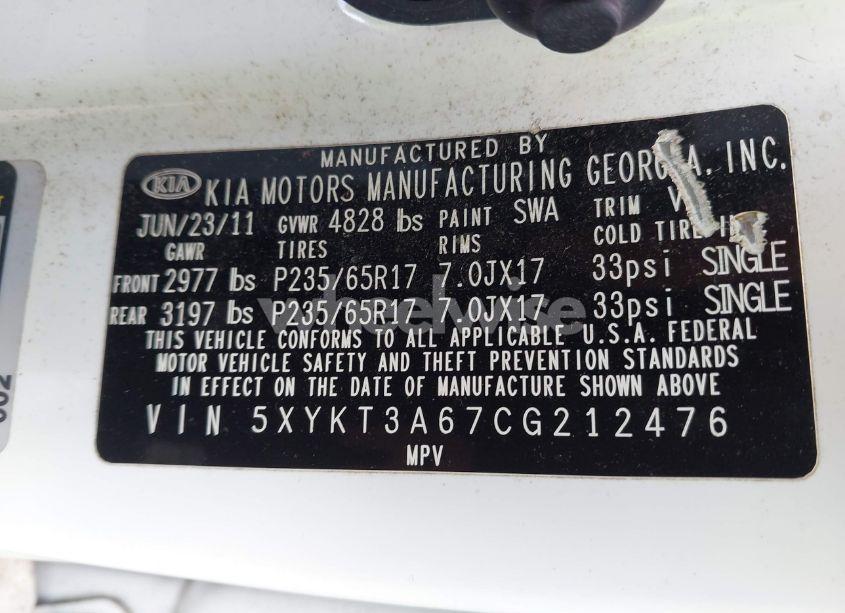 MANUFACTURED BY
KIA KIA MOTORS MANUFACTURING GEORGIA, INC.
JUN/23/11 GVWR 4828 lbs PAINT SWA TRIM
GAWR TIRES RIMS COLD TIRE
FRONT 2977 lbs P235/65R17 7.0JX17 33psi SINGLE
REAR 3197 lbs P235/65R17 7.0JX17 33psi SINGLE
wheelwise
THIS VEHICLE CONFORMS TO ALL APPLICABLE U.S.A. FEDERAL
MOTOR VEHICLE SAFETY AND THEFT PREVENTION STANDARDS
IN EFFECT ON THE DATE OF MANUFACTURE SHOWN ABOVE
VIN 5XYKT3A67CG212476
MPV